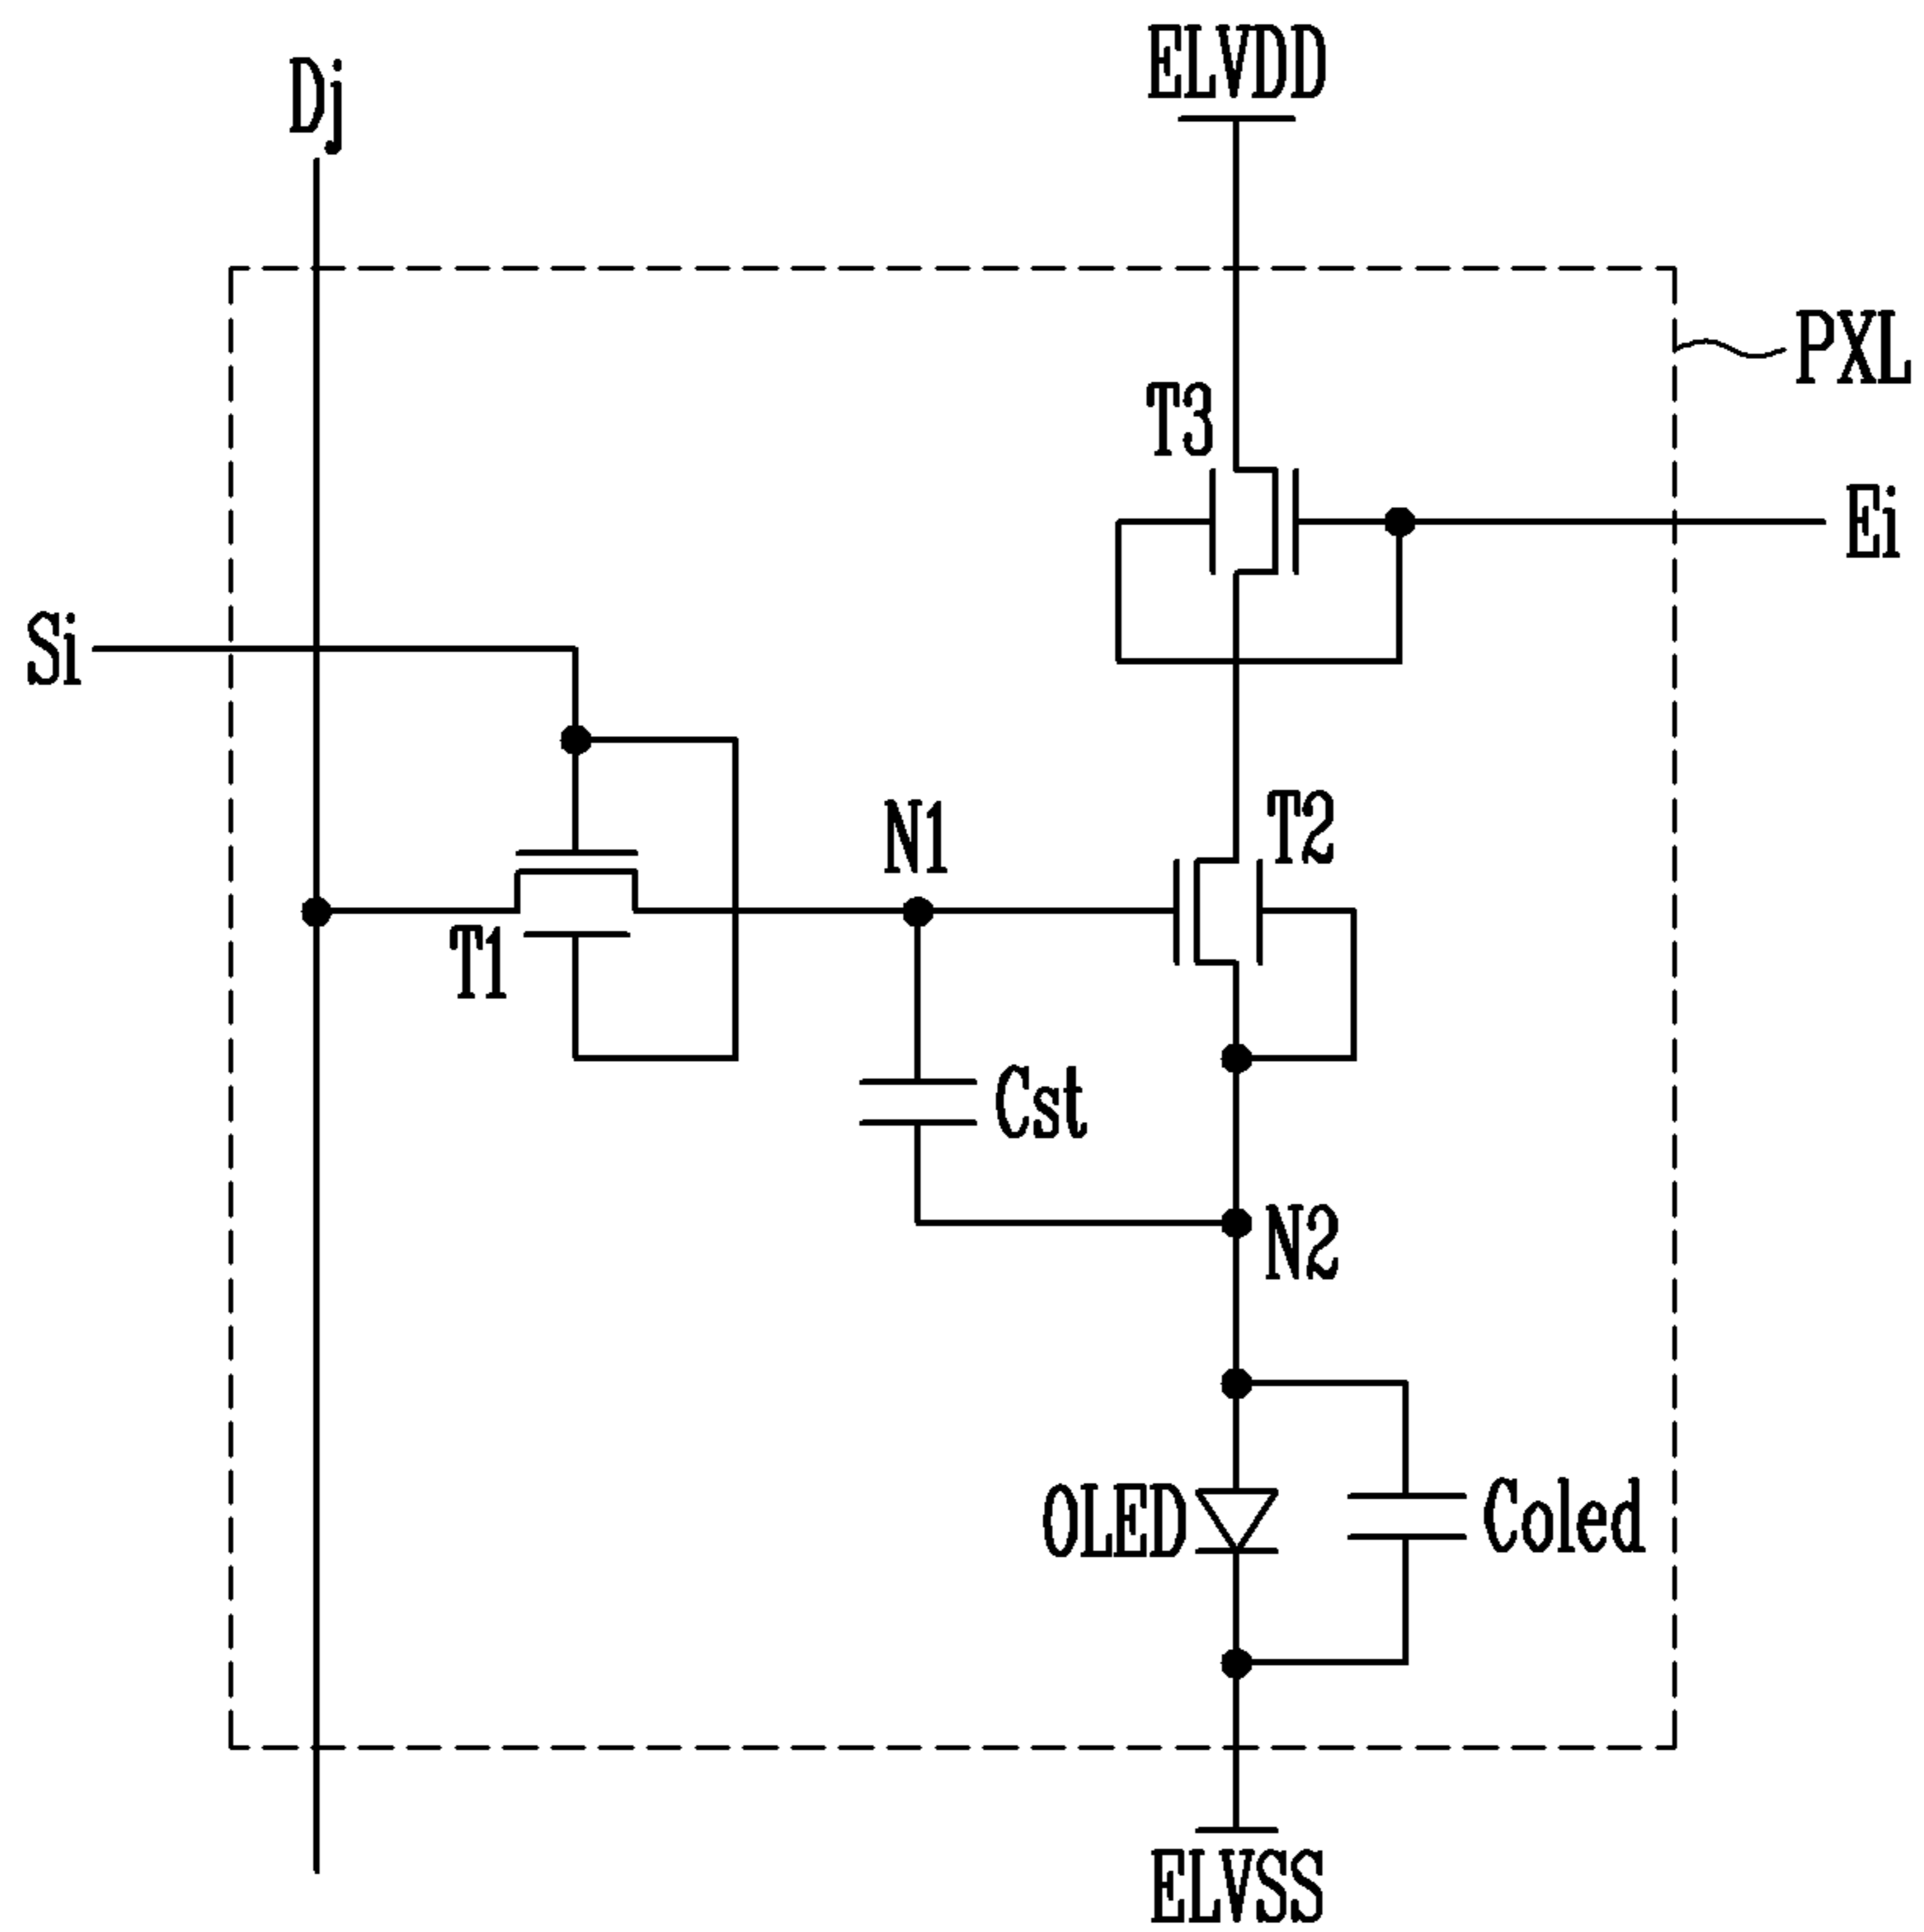 ELVDD
Dj
PXL
T3
Ei
Si
T2
N1
T1
Cst
N2
OLED
Coled
ELVSS